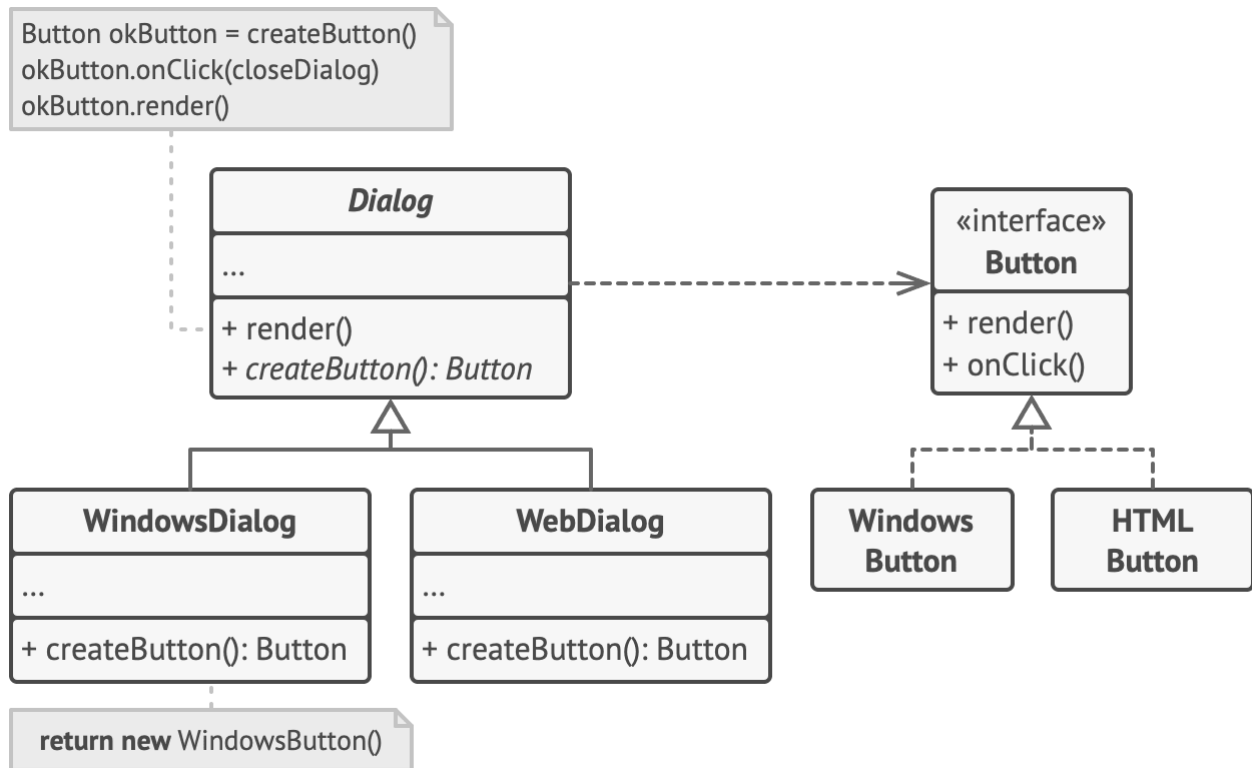 Button okButton = createButton()
okButton.onClick(closeDialog)
okButton.render()
Dialog
...
+ render()
+ createButton(): Button
«interface»
Button
+ render()
+ onClick()
WindowsDialog
...
+ createButton(): Button
WebDialog
...
+ createButton(): Button
Windows
Button
HTML
Button
return new WindowsButton()